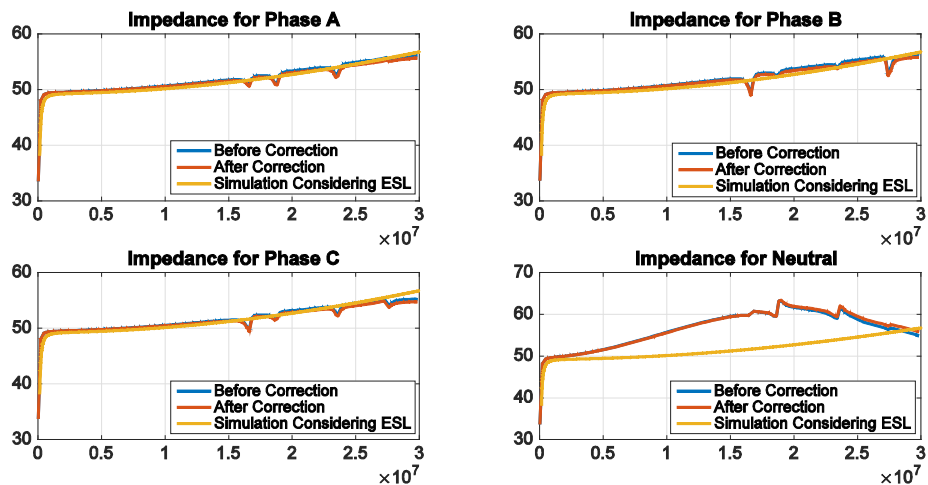 Impedance for Phase A
60
50
40
30
0 0.5 1 1.5 2 2.5 3
×10^7
Before Correction
After Correction
Simulation Considering ESL
Impedance for Phase B
60
50
40
30
0 0.5 1 1.5 2 2.5 3
×10^7
Before Correction
After Correction
Simulation Considering ESL
Impedance for Phase C
60
50
40
30
0 0.5 1 1.5 2 2.5 3
×10^7
Before Correction
After Correction
Simulation Considering ESL
Impedance for Neutral
70
60
50
40
30
0 0.5 1 1.5 2 2.5 3
×10^7
Before Correction
After Correction
Simulation Considering ESL